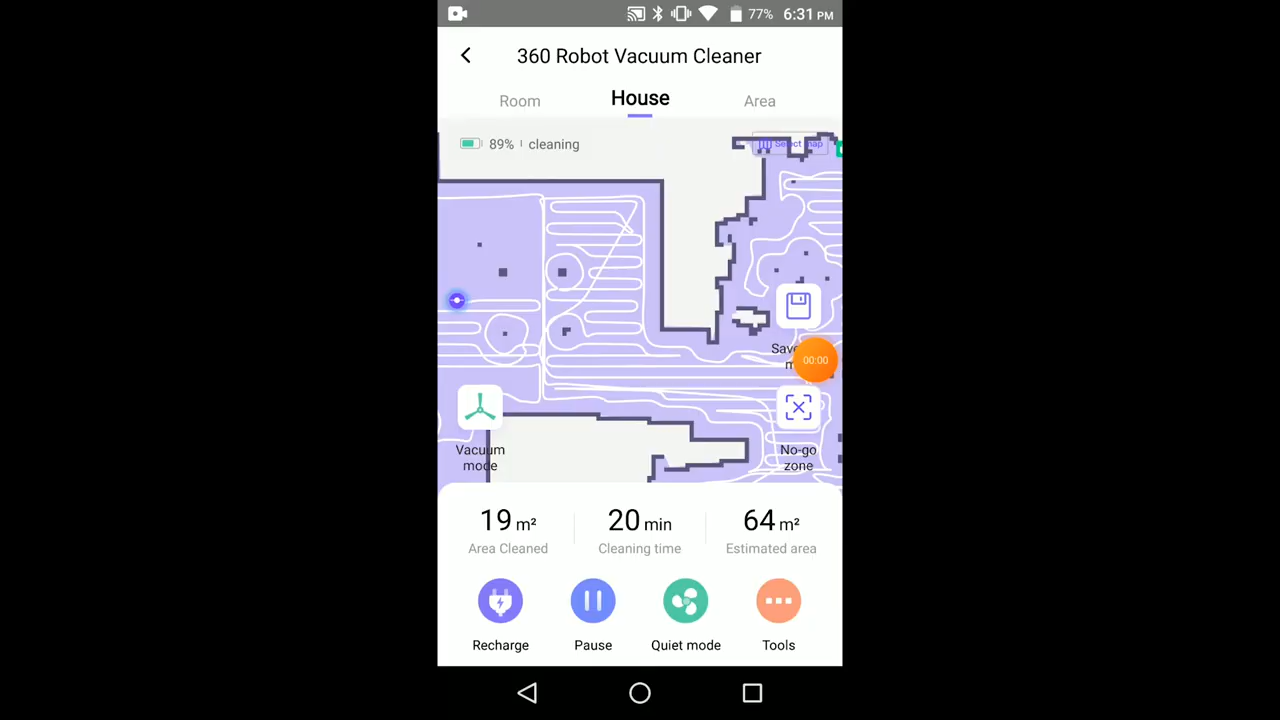 77% 6:31 PM
360 Robot Vacuum Cleaner
Room House Area
89% cleaning
Select map
Save
m
00:00
Vacuum
mode
No-go
zone
19 m² 20 min 64 m²
Area Cleaned Cleaning time Estimated area
Recharge Pause Quiet mode Tools